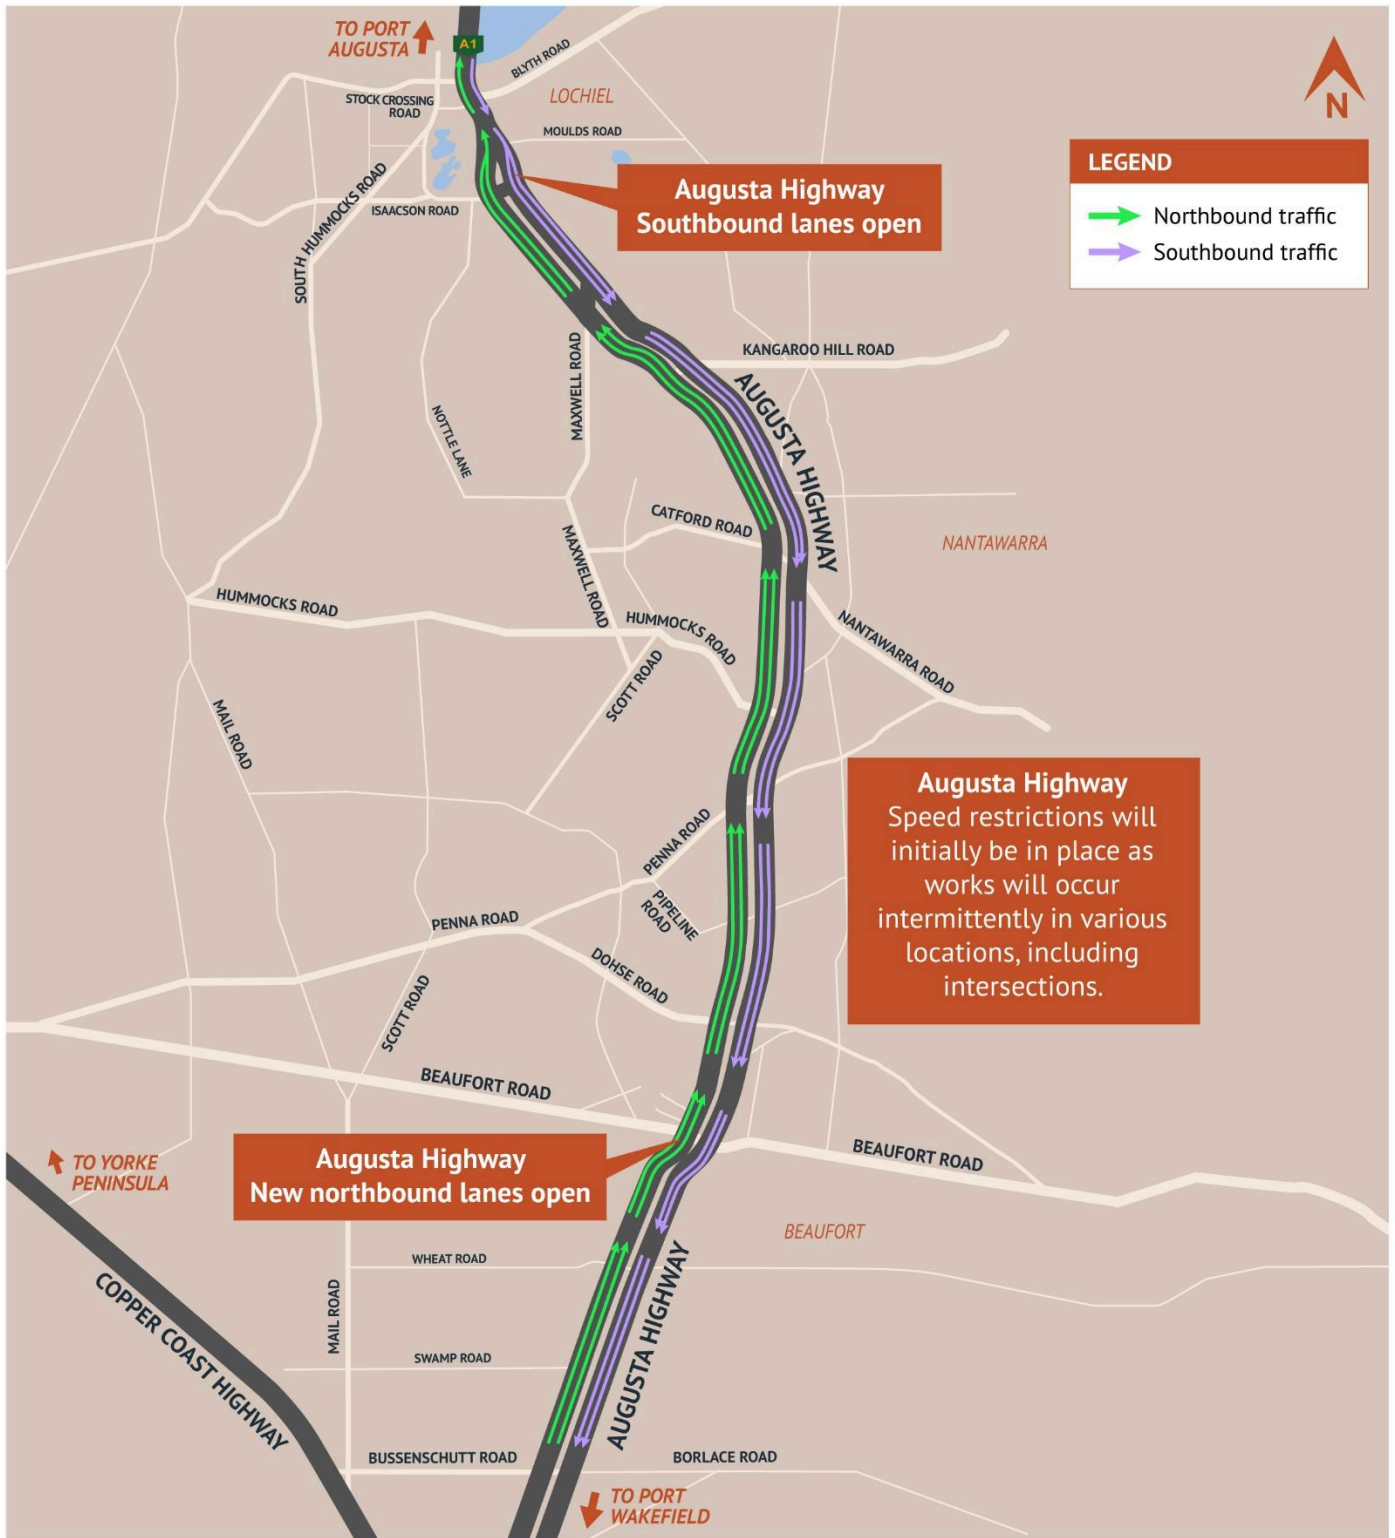 TO PORT
AUGUSTA
A1
BLYTH ROAD
STOCK CROSSING
ROAD
LOCHIEL
MOULDS ROAD
N
LEGEND
Northbound traffic
Southbound traffic
Augusta Highway
Southbound lanes open
ISAACSON ROAD
SOUTH HUMMOCKS ROAD
MAXWELL ROAD
KANGAROO HILL ROAD
AUGUSTA HIGHWAY
NOTTLE LANE
CATFORD ROAD
NANTAWARRA
MAXWELL ROAD
HUMMOCKS ROAD
HUMMOCKS ROAD
NANTAWARRA ROAD
SCOTT ROAD
MAIL ROAD
Augusta Highway
Speed restrictions will
initially be in place as
works will occur
intermittently in various
locations, including
intersections.
PENNA ROAD
PIPELINE
ROAD
PENNA ROAD
DOHSE ROAD
SCOTT ROAD
BEAUFORT ROAD
Augusta Highway
New northbound lanes open
BEAUFORT ROAD
TO YORKE
PENINSULA
BEAUFORT
WHEAT ROAD
AUGUSTA HIGHWAY
COPPER COAST HIGHWAY
MAIL ROAD
SWAMP ROAD
BUSSENSCHUTT ROAD
BORLACE ROAD
TO PORT
WAKEFIELD